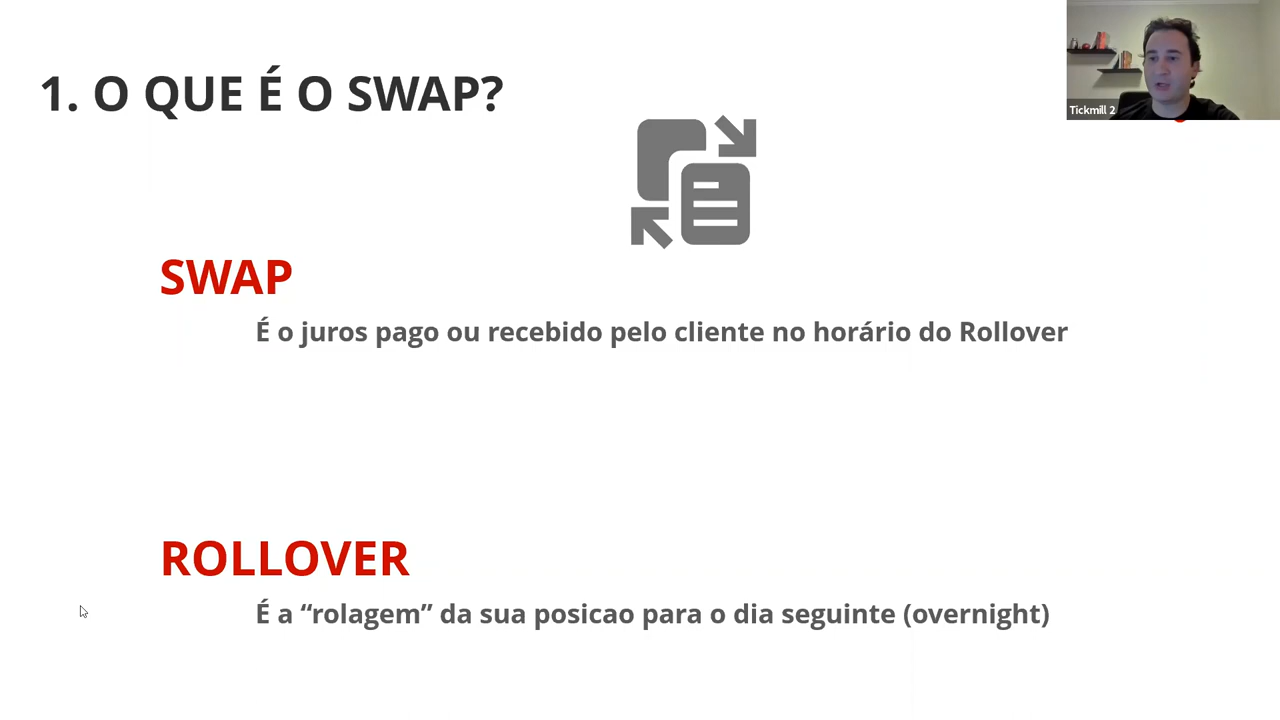 1. O QUE É O SWAP?
Tickmill 2
SWAP
É o juros pago ou recebido pelo cliente no horário do Rollover
ROLLOVER
É a “rolagem” da sua posicao para o dia seguinte (overnight)